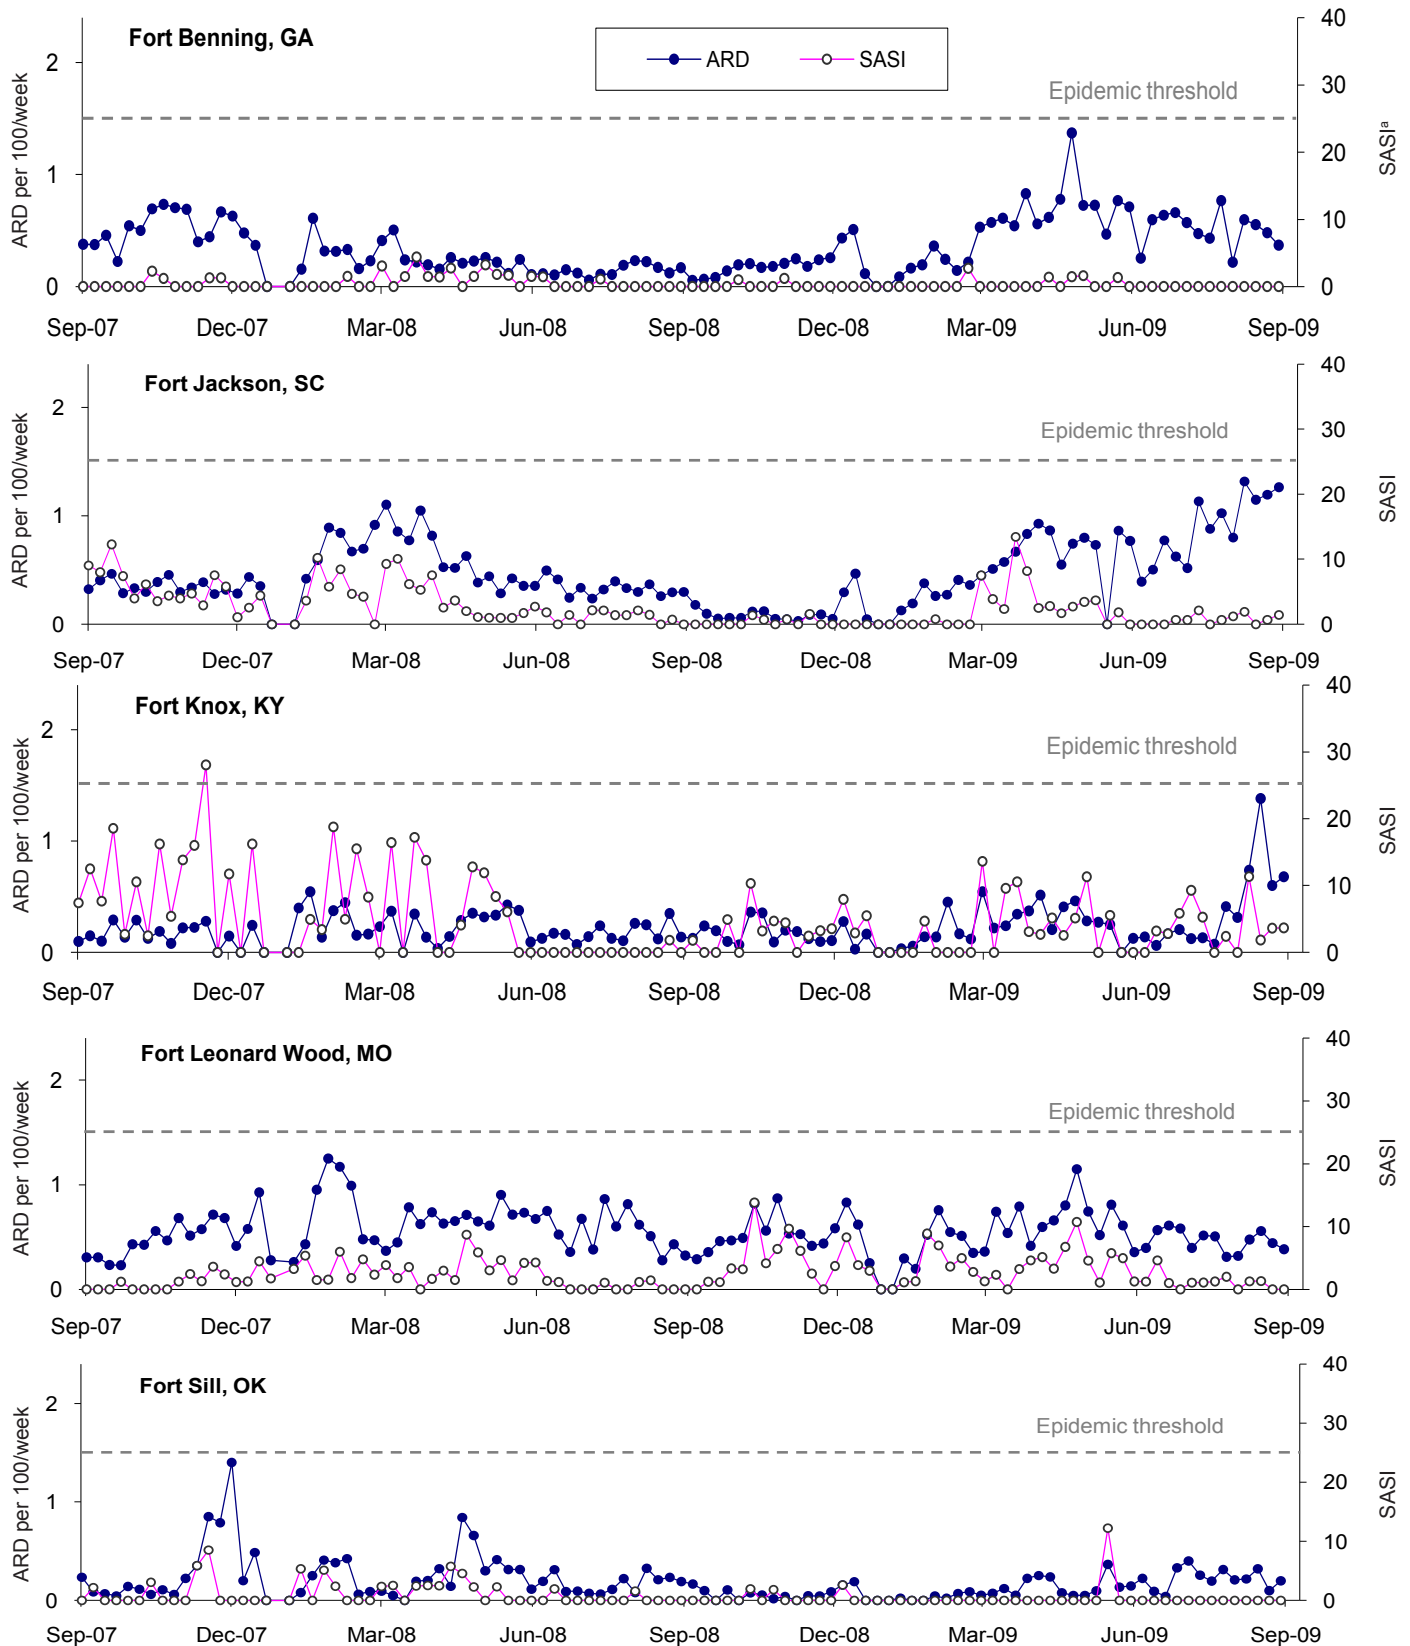 Fort Benning, GA
ARD
SASI
Epidemic threshold
ARD per 100/week
2
1
0
40
30
20
10
0
SASIᵃ
Sep-07 Dec-07 Mar-08 Jun-08 Sep-08 Dec-08 Mar-09 Jun-09 Sep-09
Fort Jackson, SC
Epidemic threshold
ARD per 100/week
2
1
0
40
30
20
10
0
SASI
Sep-07 Dec-07 Mar-08 Jun-08 Sep-08 Dec-08 Mar-09 Jun-09 Sep-09
Fort Knox, KY
Epidemic threshold
ARD per 100/week
2
1
0
40
30
20
10
0
SASI
Sep-07 Dec-07 Mar-08 Jun-08 Sep-08 Dec-08 Mar-09 Jun-09 Sep-09
Fort Leonard Wood, MO
Epidemic threshold
ARD per 100/week
2
1
0
40
30
20
10
0
SASI
Sep-07 Dec-07 Mar-08 Jun-08 Sep-08 Dec-08 Mar-09 Jun-09 Sep-09
Fort Sill, OK
Epidemic threshold
ARD per 100/week
2
1
0
40
30
20
10
0
SASI
Sep-07 Dec-07 Mar-08 Jun-08 Sep-08 Dec-08 Mar-09 Jun-09 Sep-09